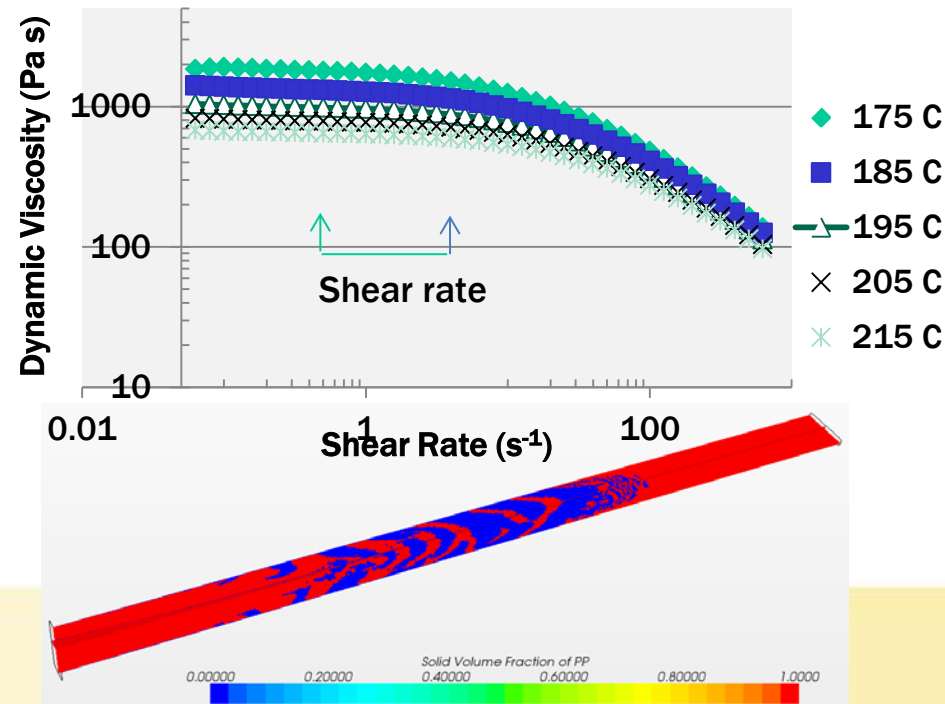 Dynamic Viscosity (Pa s)
1000
100
10
0.01
1
100
Shear rate
Shear Rate (s-1)
175 C
185 C
195 C
205 C
215 C
Solid Volume Fraction of PP
0.00000 0.20000 0.40000 0.60000 0.80000 1.0000